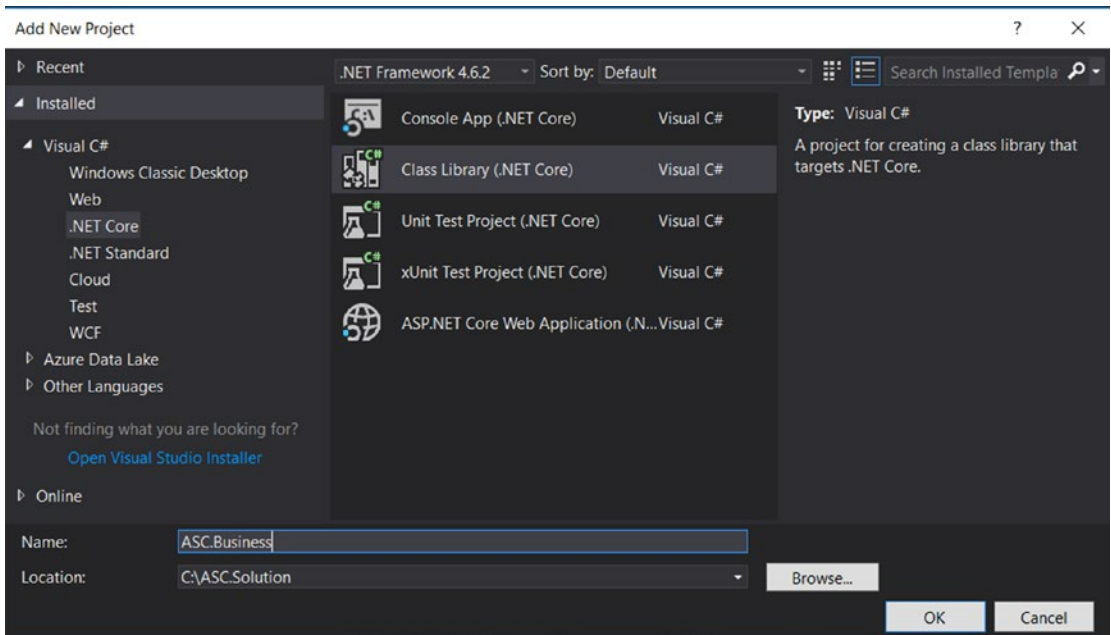 Add New Project
?
Recent
.NET Framework 4.6.2
Sort by: Default
Search Installed Templa
Installed
Visual C#
Windows Classic Desktop
Web
.NET Core
.NET Standard
Cloud
Test
WCF
Azure Data Lake
Other Languages
Not finding what you are looking for?
Open Visual Studio Installer
Online
C:\
Console App (.NET Core) Visual C#
C#
Class Library (.NET Core) Visual C#
C#
Unit Test Project (.NET Core) Visual C#
C#
xUnit Test Project (.NET Core) Visual C#
ASP.NET Core Web Application (.N... Visual C#
Type: Visual C#
A project for creating a class library that
targets .NET Core.
Name: ASC.Business
Location: C:\ASC.Solution
Browse...
OK Cancel